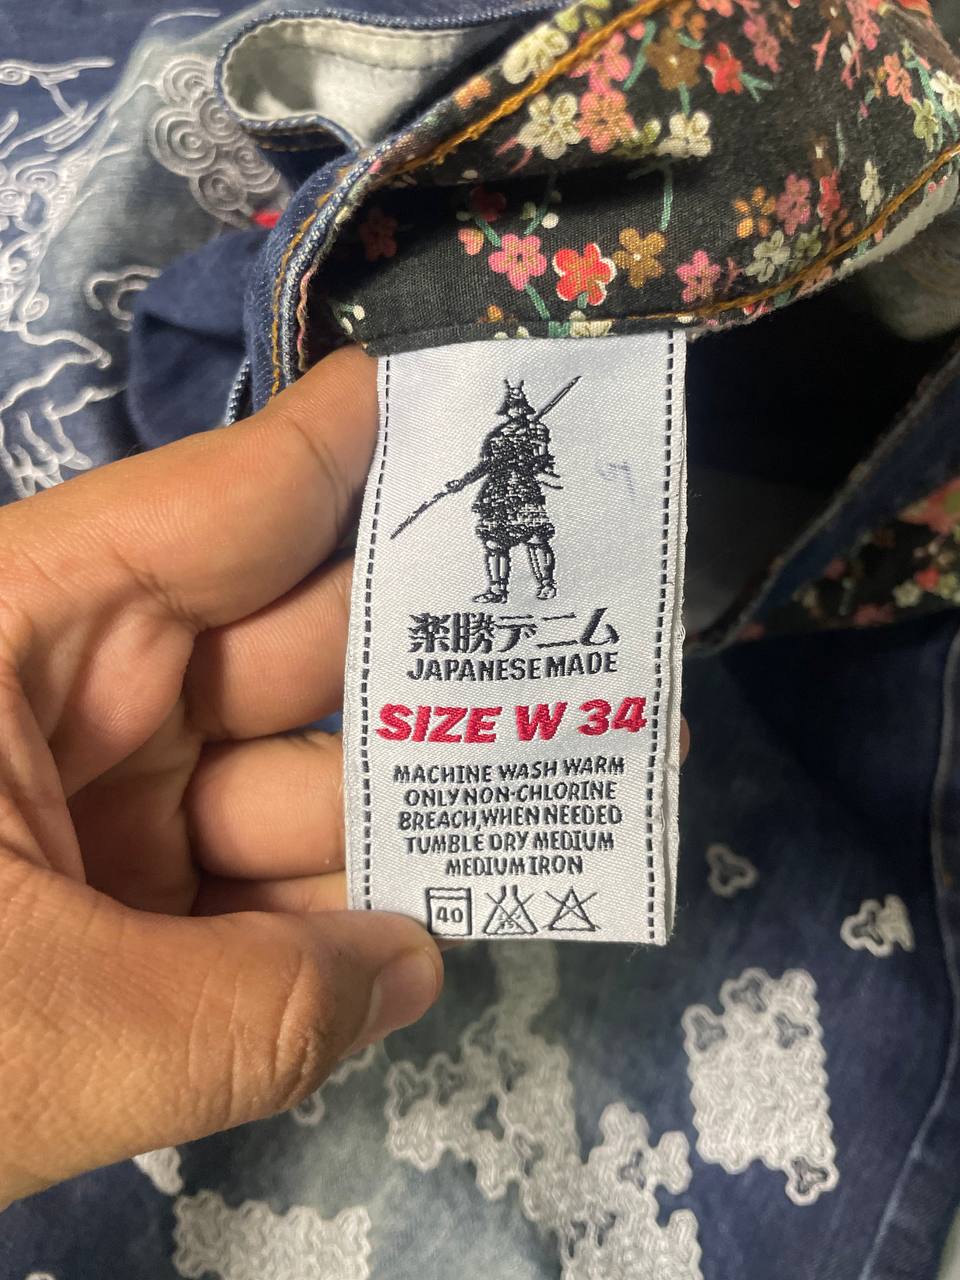 楽勝デニム
JAPANESE MADE
SIZE W 34
MACHINE WASH WARM
ONLY NON-CHLORINE
BREACH,WHEN NEEDED
TUMBLE DRY MEDIUM
MEDIUM IRON
40